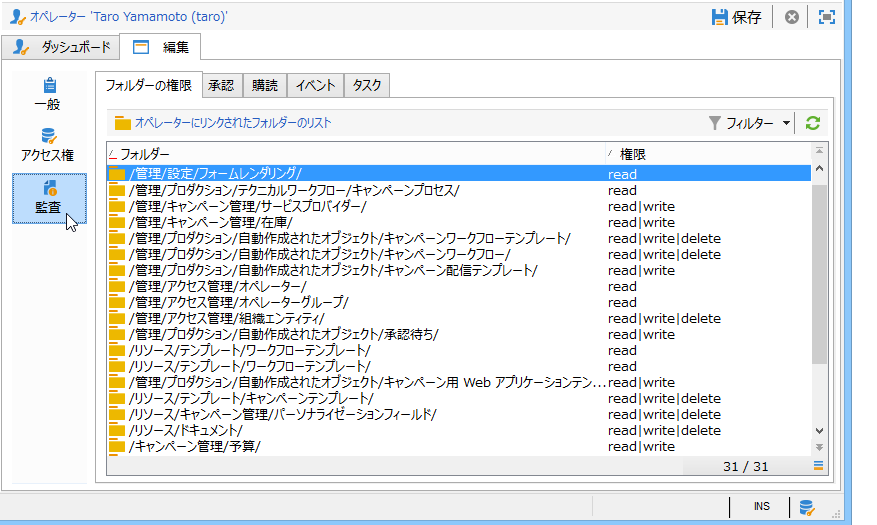 オペレーター 'Taro Yamamoto (taro)'
保存
ダッシュボード
編集
一般
アクセス権
監査
フォルダーの権限
承認
購読
イベント
タスク
オペレーターにリンクされたフォルダーのリスト
フィルター
フォルダー 権限
/管理/設定/フォームレンダリング/ read
/管理/プロダクション/テクニカルワークフロー/キャンペーンプロセス/ read
/管理/キャンペーン管理/サービスプロバイダー/ read|write
/管理/キャンペーン管理/在庫/ read|write
/管理/プロダクション/自動作成されたオブジェクト/キャンペーンワークフローテンプレート/ read|write|delete
/管理/プロダクション/自動作成されたオブジェクト/キャンペーンワークフロー/ read|write|delete
/管理/プロダクション/自動作成されたオブジェクト/キャンペーン配信テンプレート/ read|write
/管理/アクセス管理/オペレーター/ read
/管理/アクセス管理/オペレーターグループ/ read
/管理/アクセス管理/組織エンティティ/ read|write|delete
/管理/プロダクション/自動作成されたオブジェクト/承認待ち/ read|write
/リソース/テンプレート/ワークフローテンプレート/ read
/リソース/テンプレート/ワークフローテンプレート/ read
/管理/プロダクション/自動作成されたオブジェクト/キャンペーン用 Web アプリケーションテン... read|write
/リソース/テンプレート/キャンペーンテンプレート/ read|write|delete
/リソース/キャンペーン管理/パーソナライゼーションフィールド/ read|write|delete
/リソース/ドキュメント/ read|write|delete
/キャンペーン管理/予算/ read|write
31 / 31
INS